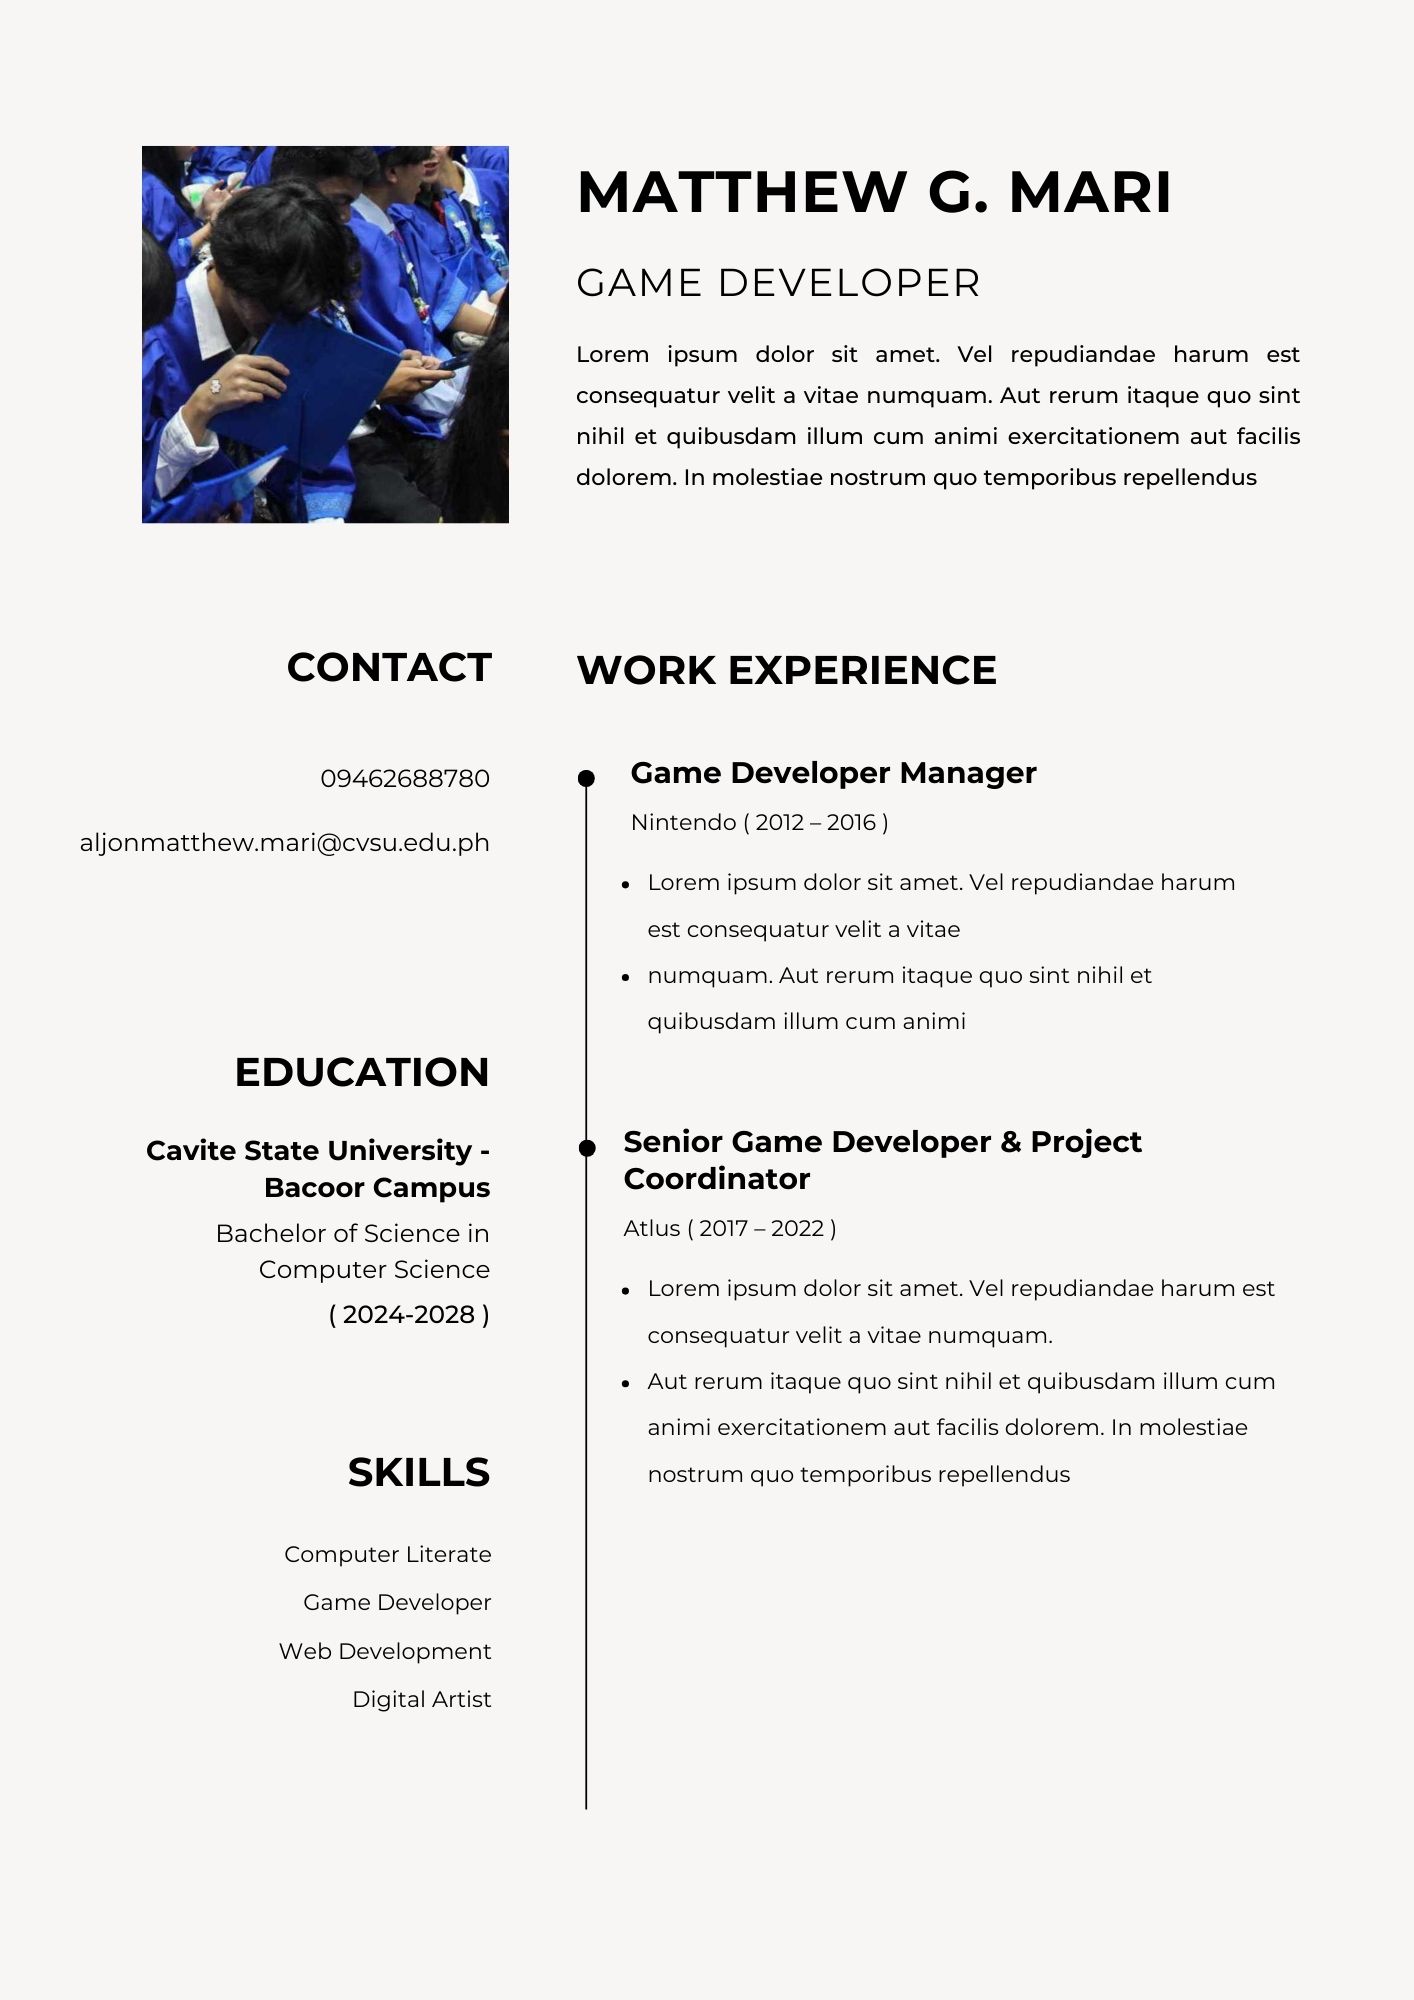 MATTHEW G. MARI
GAME DEVELOPER
Lorem ipsum dolor sit amet. Vel repudiandae harum est
consequatur velit a vitae numquam. Aut rerum itaque quo sint
nihil et quibusdam illum cum animi exercitationem aut facilis
dolorem. In molestiae nostrum quo temporibus repellendus
CONTACT
09462688780
aljonmatthew.mari@cvsu.edu.ph
EDUCATION
Cavite State University -
Bacoor Campus
Bachelor of Science in
Computer Science
( 2024-2028 )
SKILLS
Computer Literate
Game Developer
Web Development
Digital Artist
WORK EXPERIENCE
Game Developer Manager
Nintendo ( 2012 – 2016 )
• Lorem ipsum dolor sit amet. Vel repudiandae harum
est consequatur velit a vitae
• numquam. Aut rerum itaque quo sint nihil et
quibusdam illum cum animi
Senior Game Developer & Project
Coordinator
Atlus ( 2017 – 2022 )
• Lorem ipsum dolor sit amet. Vel repudiandae harum est
consequatur velit a vitae numquam.
• Aut rerum itaque quo sint nihil et quibusdam illum cum
animi exercitationem aut facilis dolorem. In molestiae
nostrum quo temporibus repellendus